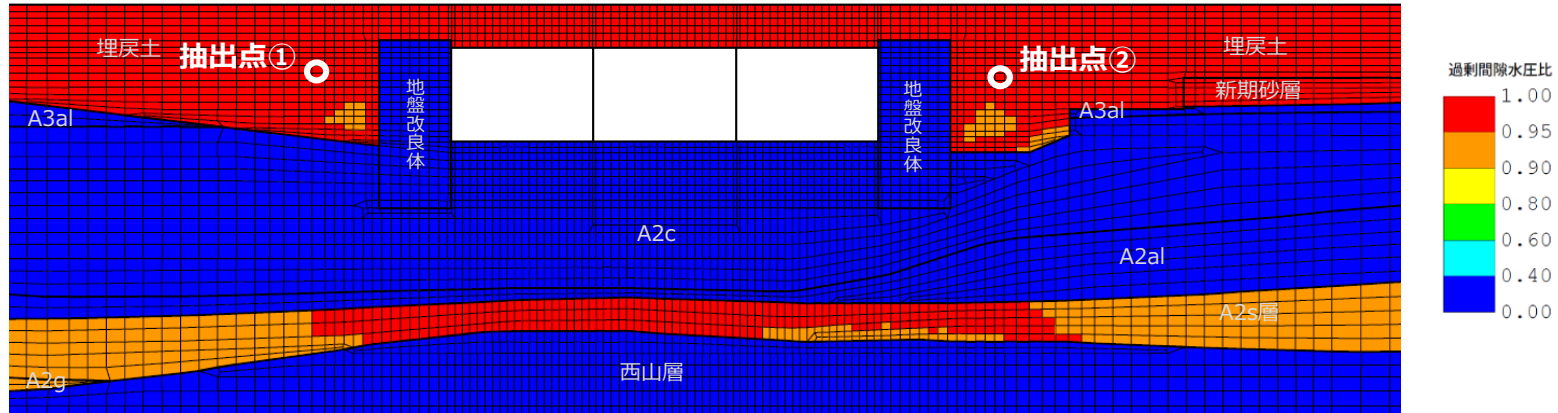 埋戻土
抽出点①
地盤改良体
A3al
地盤改良体
抽出点②
埋戻土
新期砂層
A3al
A2c
A2al
A2s層
A2g
西山層
過剰間隙水圧比
1.00
0.95
0.90
0.80
0.60
0.40
0.00